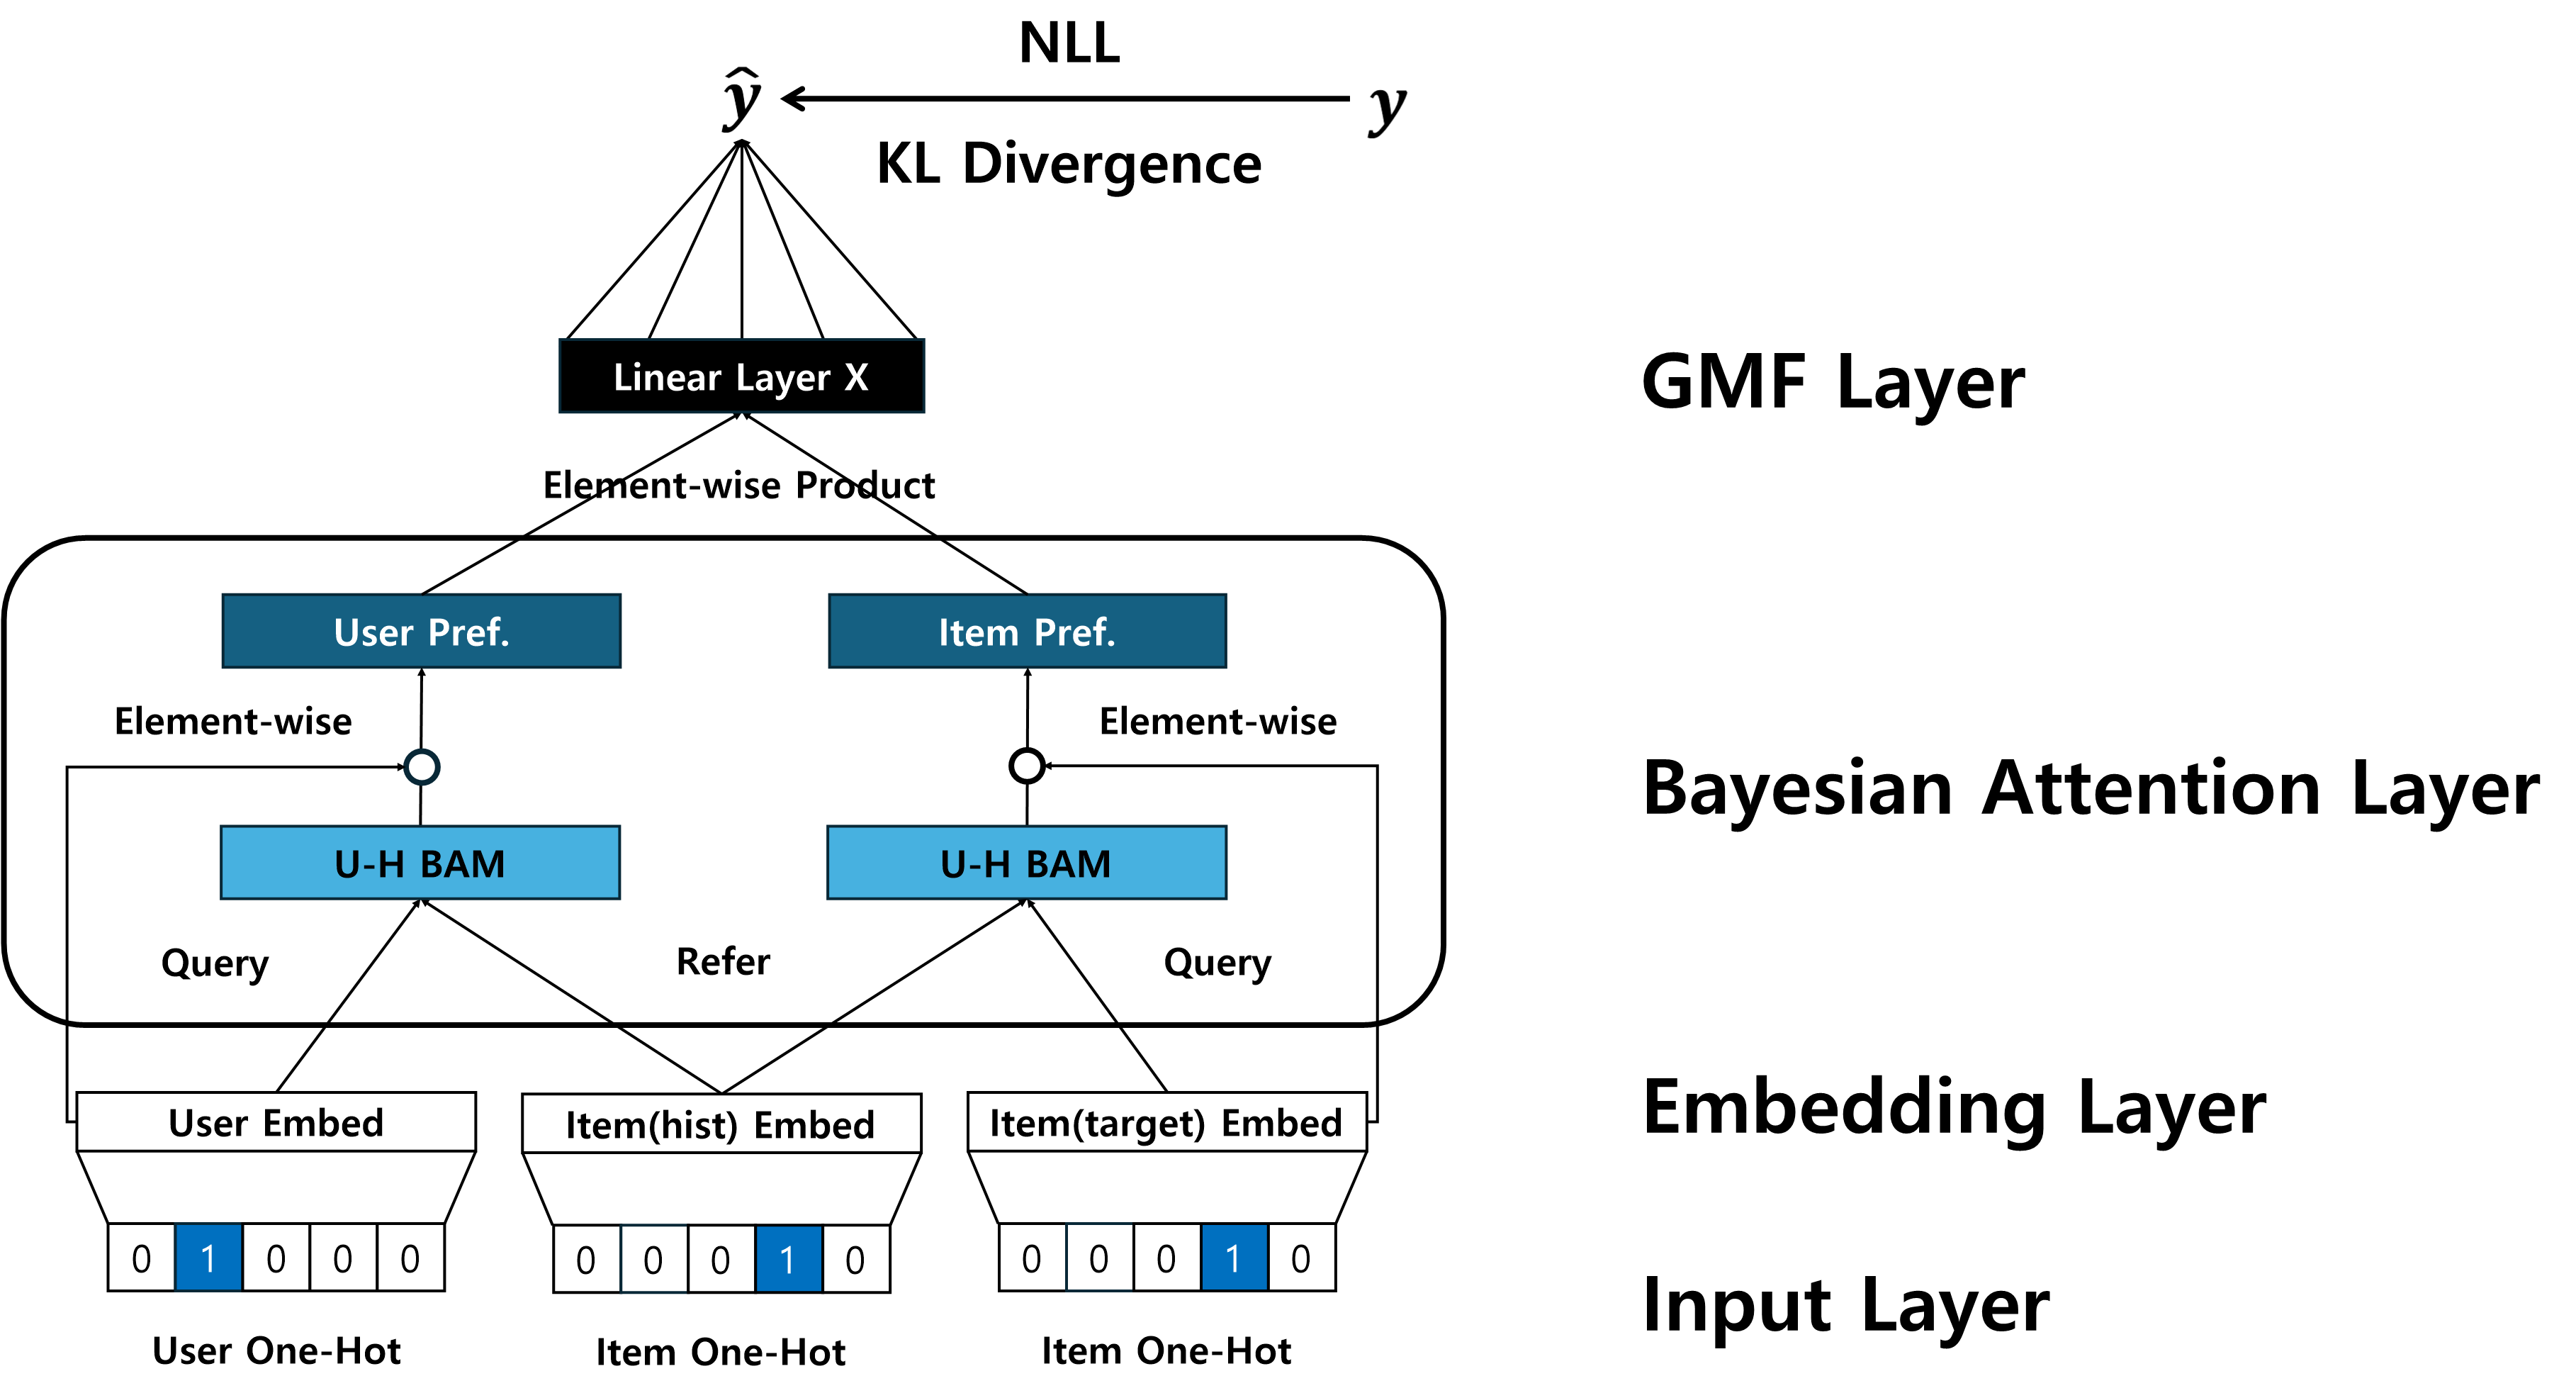 NLL
ŷ
y
KL Divergence
Linear Layer X
GMF Layer
Element-wise Product
User Pref.
Item Pref.
Element-wise
Element-wise
Bayesian Attention Layer
U-H BAM
U-H BAM
Query
Refer
Query
User Embed
Item(hist) Embed
Item(target) Embed
Embedding Layer
0 1 0 0 0
0 0 0 1 0
0 0 0 1 0
Input Layer
User One-Hot
Item One-Hot
Item One-Hot